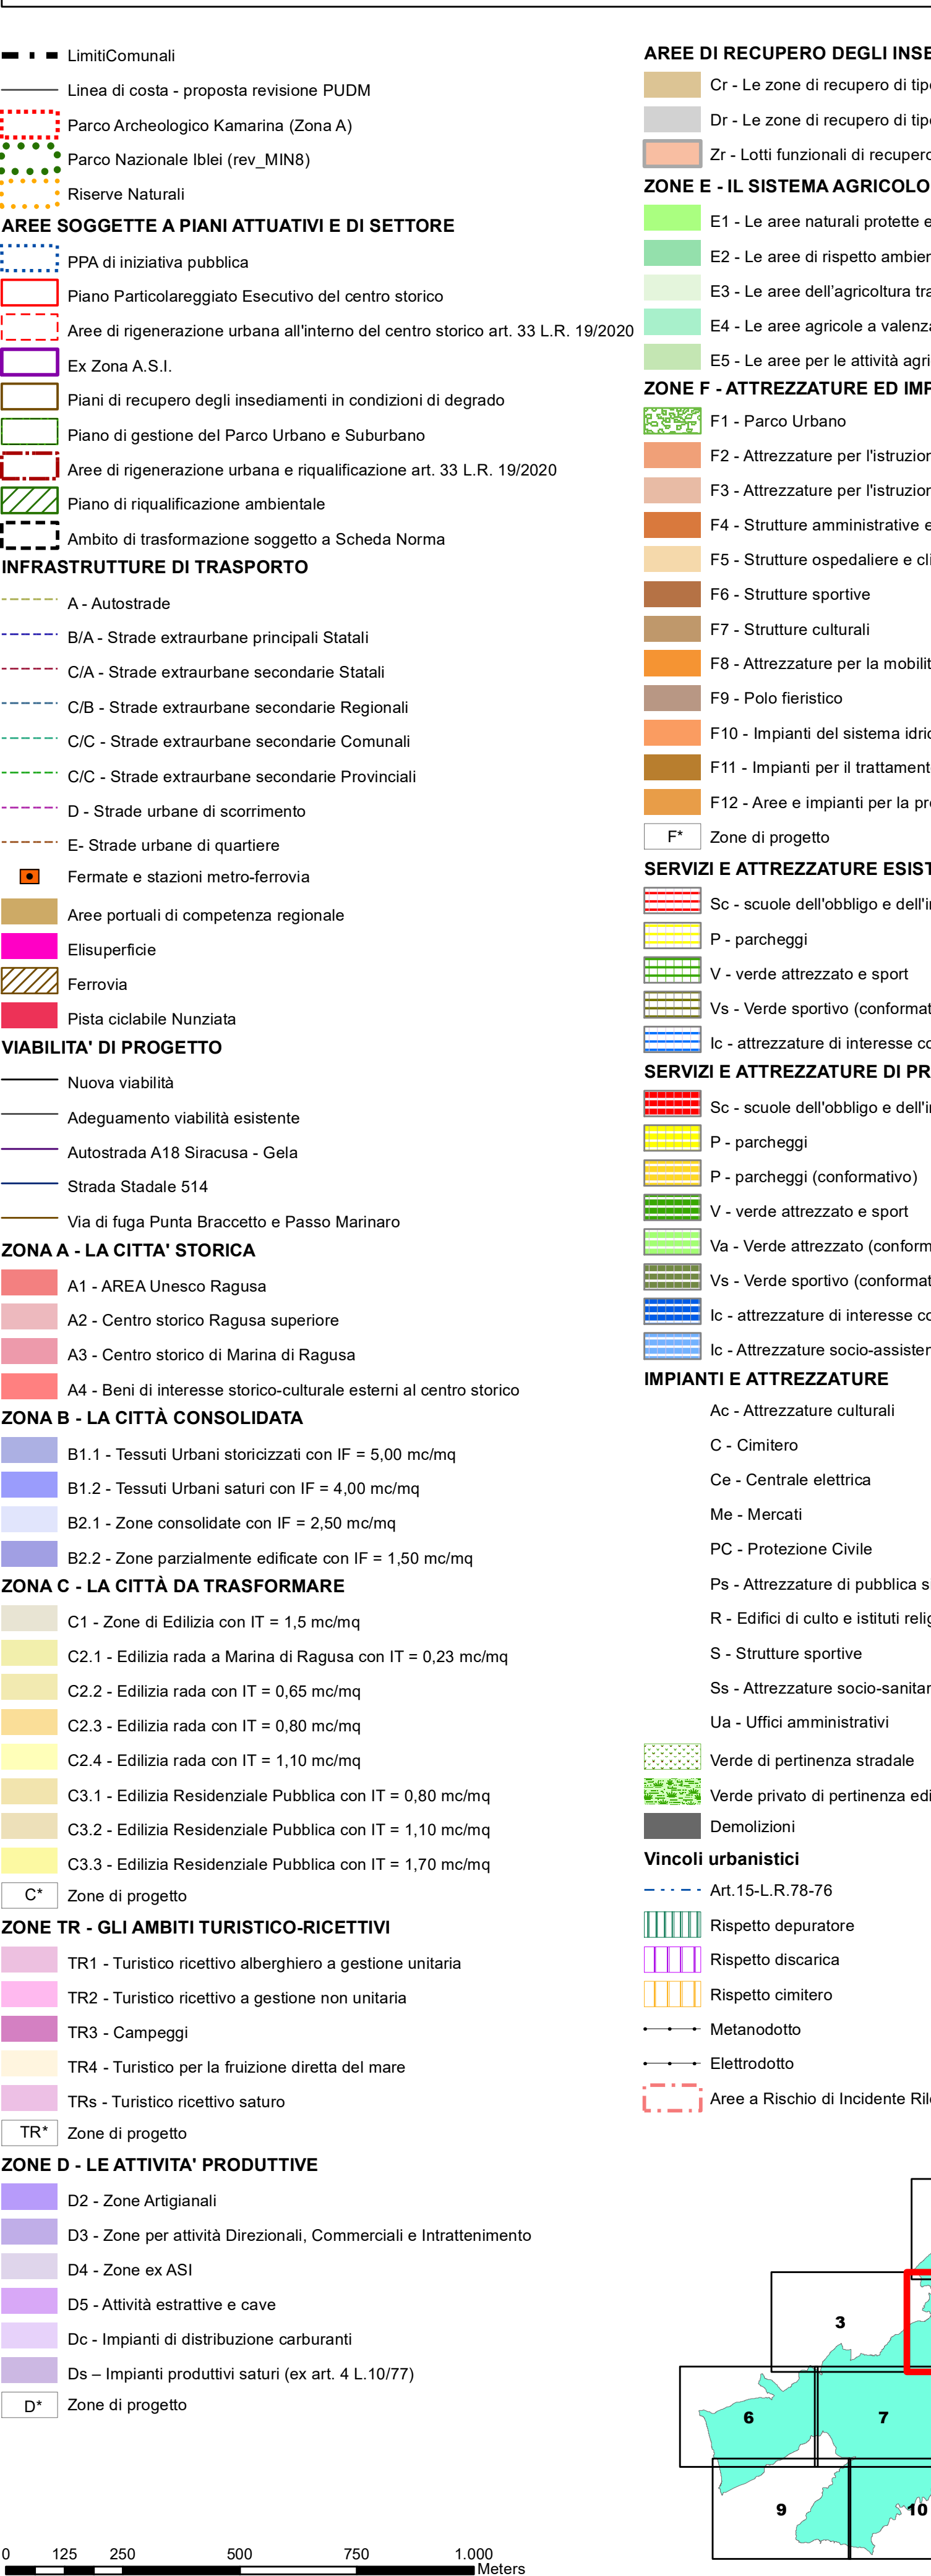 LimitiComunali
Linea di costa - proposta revisione PUDM
Parco Archeologico Kamarina (Zona A)
Parco Nazionale Iblei (rev_MIN8)
Riserve Naturali
AREE SOGGETTE A PIANI ATTUATIVI E DI SETTORE
PPA di iniziativa pubblica
Piano Particolareggiato Esecutivo del centro storico
Aree di rigenerazione urbana all'interno del centro storico art. 33 L.R. 19/2020
Ex Zona A.S.I.
Piani di recupero degli insediamenti in condizioni di degrado
Piano di gestione del Parco Urbano e Suburbano
Aree di rigenerazione urbana e riqualificazione art. 33 L.R. 19/2020
Piano di riqualificazione ambientale
Ambito di trasformazione soggetto a Scheda Norma
INFRASTRUTTURE DI TRASPORTO
A - Autostrade
B/A - Strade extraurbane principali Statali
C/A - Strade extraurbane secondarie Statali
C/B - Strade extraurbane secondarie Regionali
C/C - Strade extraurbane secondarie Comunali
C/C - Strade extraurbane secondarie Provinciali
D - Strade urbane di scorrimento
E- Strade urbane di quartiere
Fermate e stazioni metro-ferrovia
Aree portuali di competenza regionale
Elisuperficie
Ferrovia
Pista ciclabile Nunziata
VIABILITA' DI PROGETTO
Nuova viabilità
Adeguamento viabilità esistente
Autostrada A18 Siracusa - Gela
Strada Stadale 514
Via di fuga Punta Braccetto e Passo Marinaro
ZONA A - LA CITTA' STORICA
A1 - AREA Unesco Ragusa
A2 - Centro storico Ragusa superiore
A3 - Centro storico di Marina di Ragusa
A4 - Beni di interesse storico-culturale esterni al centro storico
ZONA B - LA CITTÀ CONSOLIDATA
B1.1 - Tessuti Urbani storicizzati con IF = 5,00 mc/mq
B1.2 - Tessuti Urbani saturi con IF = 4,00 mc/mq
B2.1 - Zone consolidate con IF = 2,50 mc/mq
B2.2 - Zone parzialmente edificate con IF = 1,50 mc/mq
ZONA C - LA CITTÀ DA TRASFORMARE
C1 - Zone di Edilizia con IT = 1,5 mc/mq
C2.1 - Edilizia rada a Marina di Ragusa con IT = 0,23 mc/mq
C2.2 - Edilizia rada con IT = 0,65 mc/mq
C2.3 - Edilizia rada con IT = 0,80 mc/mq
C2.4 - Edilizia rada con IT = 1,10 mc/mq
C3.1 - Edilizia Residenziale Pubblica con IT = 0,80 mc/mq
C3.2 - Edilizia Residenziale Pubblica con IT = 1,10 mc/mq
C3.3 - Edilizia Residenziale Pubblica con IT = 1,70 mc/mq
C* Zone di progetto
ZONE TR - GLI AMBITI TURISTICO-RICETTIVI
TR1 - Turistico ricettivo alberghiero a gestione unitaria
TR2 - Turistico ricettivo a gestione non unitaria
TR3 - Campeggi
TR4 - Turistico per la fruizione diretta del mare
TRs - Turistico ricettivo saturo
TR* Zone di progetto
ZONE D - LE ATTIVITA' PRODUTTIVE
D2 - Zone Artigianali
D3 - Zone per attività Direzionali, Commerciali e Intrattenimento
D4 - Zone ex ASI
D5 - Attività estrattive e cave
Dc - Impianti di distribuzione carburanti
Ds – Impianti produttivi saturi (ex art. 4 L.10/77)
D* Zone di progetto
0 125 250 500 750 1.000
Meters
AREE DI RECUPERO DEGLI INSE
Cr - Le zone di recupero di tip
Dr - Le zone di recupero di tip
Zr - Lotti funzionali di recupero
ZONE E - IL SISTEMA AGRICOLO
E1 - Le aree naturali protette e
E2 - Le aree di rispetto ambien
E3 - Le aree dell'agricoltura tra
E4 - Le aree agricole a valenza
E5 - Le aree per le attività agri
ZONE F - ATTREZZATURE ED IMP
F1 - Parco Urbano
F2 - Attrezzature per l'istruzion
F3 - Attrezzature per l'istruzion
F4 - Strutture amministrative e
F5 - Strutture ospedaliere e cli
F6 - Strutture sportive
F7 - Strutture culturali
F8 - Attrezzature per la mobilit
F9 - Polo fieristico
F10 - Impianti del sistema idric
F11 - Impianti per il trattament
F12 - Aree e impianti per la pr
F* Zone di progetto
SERVIZI E ATTREZZATURE ESIST
Sc - scuole dell'obbligo e dell'i
P - parcheggi
V - verde attrezzato e sport
Vs - Verde sportivo (conformat
Ic - attrezzature di interesse co
SERVIZI E ATTREZZATURE DI PR
Sc - scuole dell'obbligo e dell'i
P - parcheggi
P - parcheggi (conformativo)
V - verde attrezzato e sport
Va - Verde attrezzato (conform
Vs - Verde sportivo (conformat
Ic - attrezzature di interesse co
Ic - Attrezzature socio-assisten
IMPIANTI E ATTREZZATURE
Ac - Attrezzature culturali
C - Cimitero
Ce - Centrale elettrica
Me - Mercati
PC - Protezione Civile
Ps - Attrezzature di pubblica s
R - Edifici di culto e istituti relig
S - Strutture sportive
Ss - Attrezzature socio-sanitar
Ua - Uffici amministrativi
Verde di pertinenza stradale
Verde privato di pertinenza edi
Demolizioni
Vincoli urbanistici
Art.15-L.R.78-76
Rispetto depuratore
Rispetto discarica
Rispetto cimitero
Metanodotto
Elettrodotto
Aree a Rischio di Incidente Rile
3
6 7
9 10